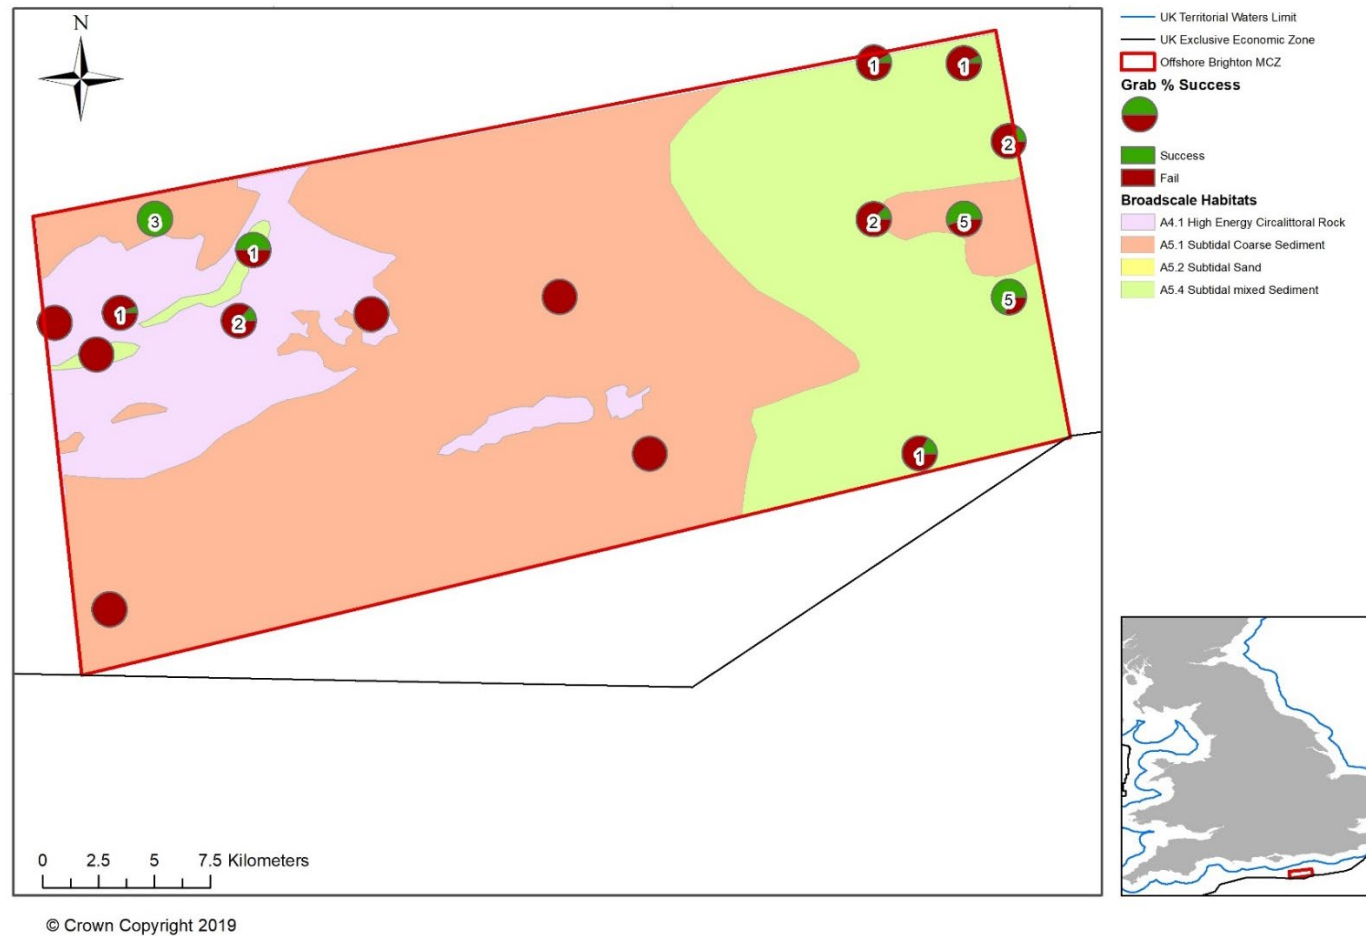 N
UK Territorial Waters Limit
UK Exclusive Economic Zone
Offshore Brighton MCZ
Grab % Success
Success
Fail
Broadscale Habitats
A4.1 High Energy Circalittoral Rock
A5.1 Subtidal Coarse Sediment
A5.2 Subtidal Sand
A5.4 Subtidal mixed Sediment
1 1
2
3 2 5
1
5
1 2
1
0 2.5 5 7.5 Kilometers
© Crown Copyright 2019